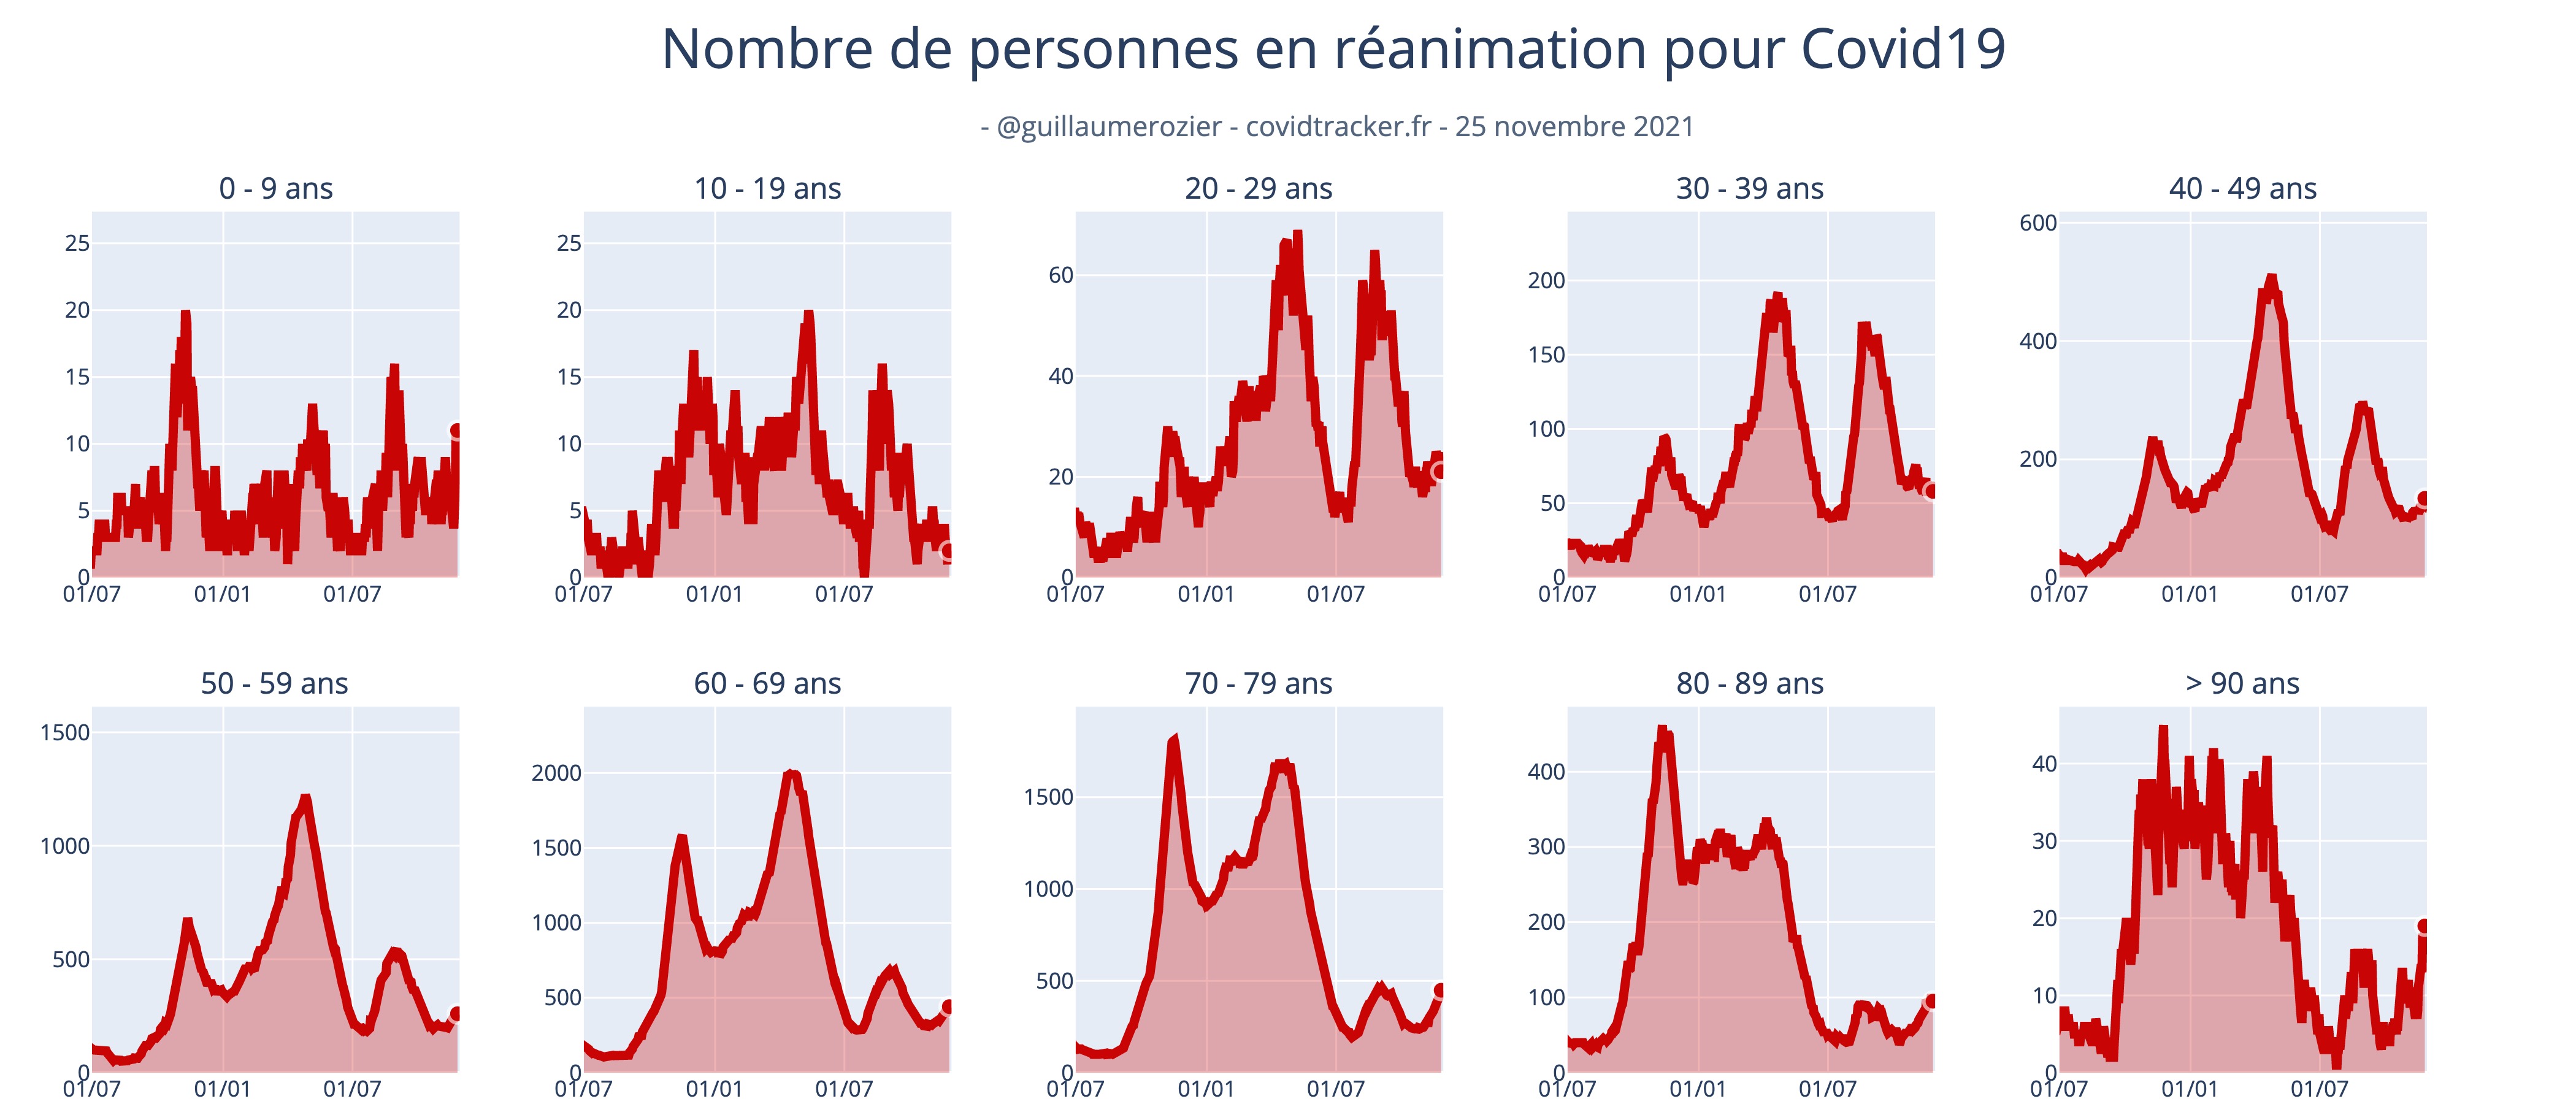 Nombre de personnes en réanimation pour Covid19
- @guillaumerozier - covidtracker.fr - 25 novembre 2021
0 - 9 ans
25
20
15
10
5
0
01/07 01/01 01/07
10 - 19 ans
25
20
15
10
5
0
01/07 01/01 01/07
20 - 29 ans
60
40
20
0
01/07 01/01 01/07
30 - 39 ans
200
150
100
50
0
01/07 01/01 01/07
40 - 49 ans
600
400
200
0
01/07 01/01 01/07
50 - 59 ans
1500
1000
500
0
01/07 01/01 01/07
60 - 69 ans
2000
1500
1000
500
0
01/07 01/01 01/07
70 - 79 ans
1500
1000
500
0
01/07 01/01 01/07
80 - 89 ans
400
300
200
100
0
01/07 01/01 01/07
> 90 ans
40
30
20
10
0
01/07 01/01 01/07